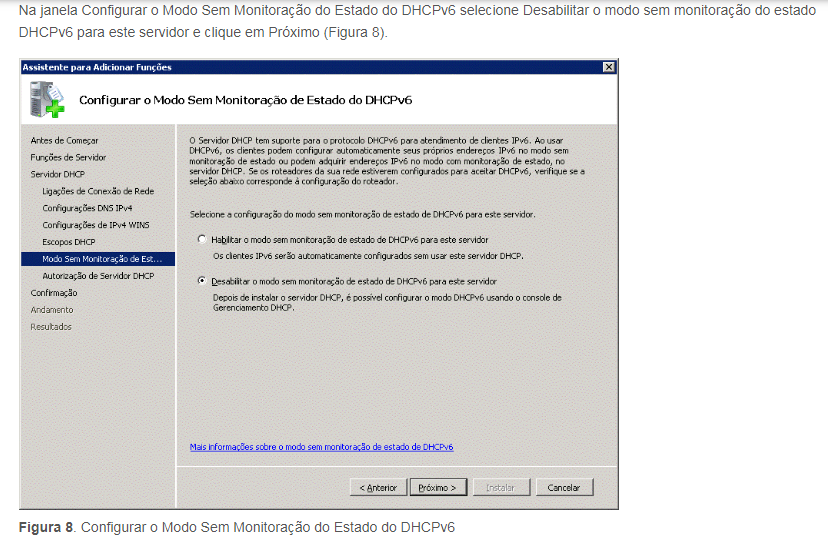 Na janela Configurar o Modo Sem Monitoração do Estado do DHCPv6 selecione Desabilitar o modo sem monitoração do estado
DHCPv6 para este servidor e clique em Próximo (Figura 8).
Assistente para Adicionar Funções
Configurar o Modo Sem Monitoração de Estado do DHCPv6
Antes de Começar
Funções de Servidor
Servidor DHCP
Ligações de Conexão de Rede
Configurações DNS IPv4
Configurações de IPv4 WINS
Escopos DHCP
Modo Sem Monitoração de Est...
Autorização de Servidor DHCP
Confirmação
Andamento
Resultados
O Servidor DHCP tem suporte para o protocolo DHCPv6 para atendimento de clientes IPv6. Ao usar
DHCPv6, os clientes podem configurar automaticamente seus próprios endereços IPv6 no modo sem
monitoração de estado ou podem adquirir endereços IPv6 no modo com monitoração de estado, no
servidor DHCP. Se os roteadores da sua rede estiverem configurados para aceitar DHCPv6, verifique se a
seleção abaixo corresponde à configuração do roteador.
Selecione a configuração do modo sem monitoração de estado de DHCPv6 para este servidor.
Habilitar o modo sem monitoração de estado de DHCPv6 para este servidor
Os clientes IPv6 serão automaticamente configurados sem usar este servidor DHCP.
Desabilitar o modo sem monitoração de estado de DHCPv6 para este servidor
Depois de instalar o servidor DHCP, é possível configurar o modo DHCPv6 usando o console de
Gerenciamento DHCP.
Mais informações sobre o modo sem monitoração de estado de DHCPv6
< Anterior
Próximo >
Instalar
Cancelar
Figura 8. Configurar o Modo Sem Monitoração do Estado do DHCPv6